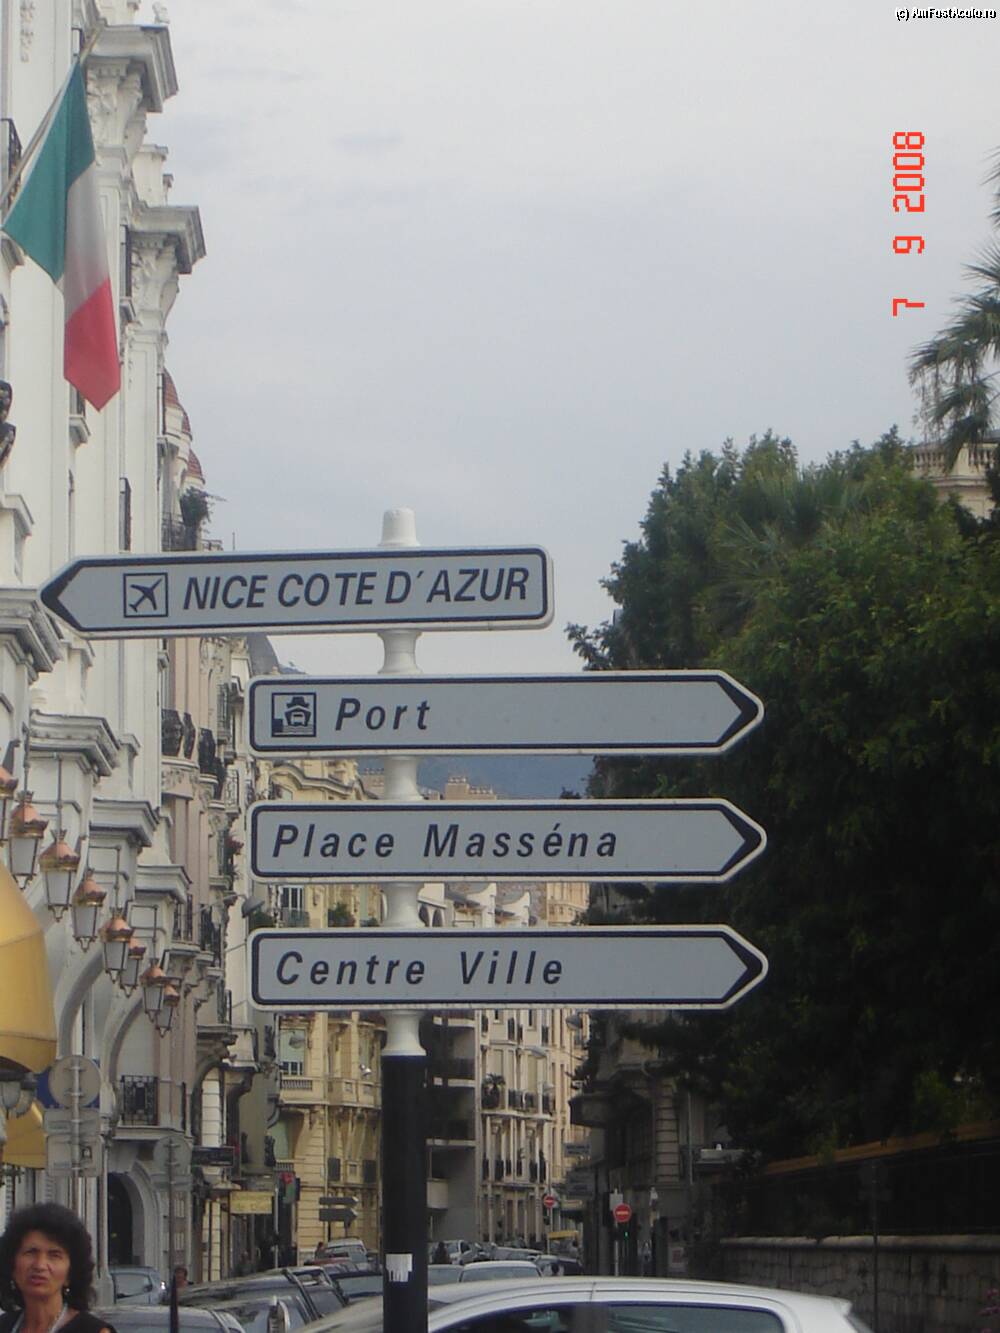 (c) AmFostAcolo.ro
7 9 2008
NICE COTE D'AZUR
Port
Place Masséna
Centre Ville